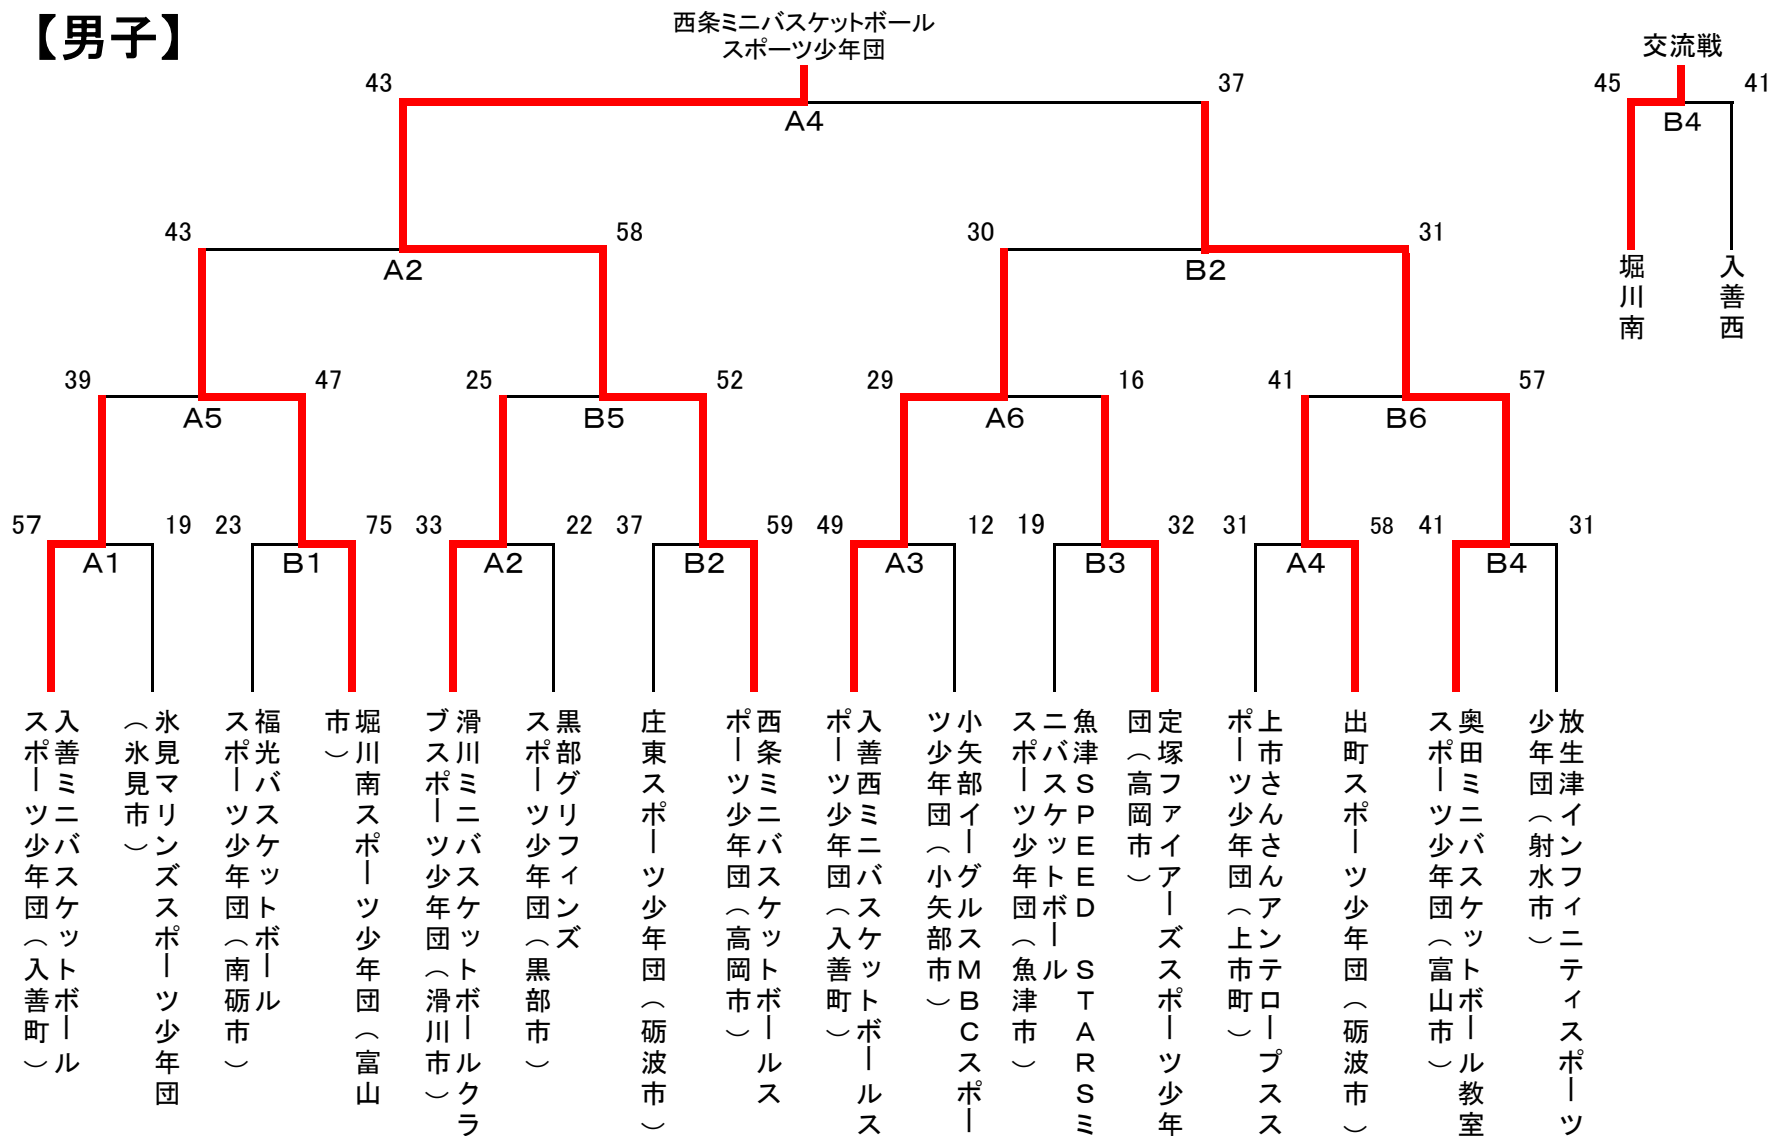 【男子】
西条ミニバスケットボール
スポーツ少年団
交流戦
43
37
A4
45
41
B4
堀川南
入善西
43
58
A2
30
31
B2
39
47
A5
25
52
B5
29
16
A6
41
57
B6
57
19
A1
23
75
B1
33
22
A2
37
59
B2
49
12
A3
19
32
B3
31
58
A4
41
31
B4
入善ミニバスケットボール
スポーツ少年団（入善町）
氷見マリンズスポーツ少年団
（氷見市）
福光バスケットボール
スポーツ少年団（南砺市）
堀川南スポーツ少年団（富山
市）
滑川ミニバスケットボールクラ
ブスポーツ少年団（滑川市）
黒部グリフィンズ
スポーツ少年団（黒部市）
庄東スポーツ少年団（砺波市）
西条ミニバスケットボールス
ポーツ少年団（高岡市）
入善西ミニバスケットボールス
ポーツ少年団（入善町）
小矢部イーグルスMBCスポー
ツ少年団（小矢部市）
魚津SPEED STARSミ
ニバスケットボール
スポーツ少年団（魚津市）
定塚ファイアーズスポーツ少年
団（高岡市）
上市さんさんアンテロープスス
ポーツ少年団（上市町）
出町スポーツ少年団（砺波市）
奥田ミニバスケットボール教室
スポーツ少年団（富山市）
放生津インフィニティスポーツ
少年団（射水市）